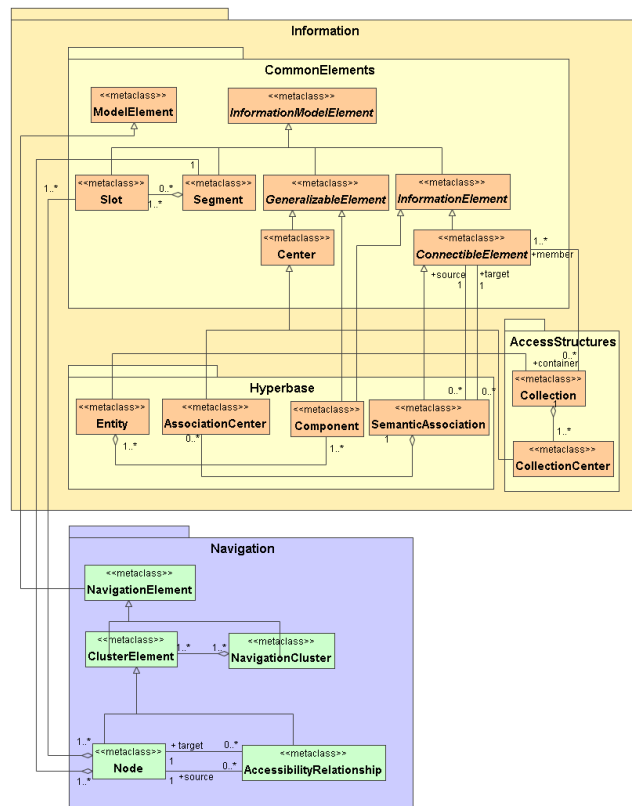 Information
CommonElements
<<metaclass>>
ModelElement
<<metaclass>>
InformationModelElement
1..*
<<metaclass>>
Slot
0..*
1..*
1
<<metaclass>>
Segment
<<metaclass>>
GeneralizableElement
<<metaclass>>
InformationElement
<<metaclass>>
Center
<<metaclass>>
ConnectibleElement
1..*
+member
+source
1
+target
1
AccessStructures
0..*
+container
<<metaclass>>
Collection
1
1..*
<<metaclass>>
CollectionCenter
Hyperbase
0..*
0..*
<<metaclass>>
Entity
1..*
<<metaclass>>
AssociationCenter
0..*
<<metaclass>>
Component
1..*
<<metaclass>>
SemanticAssociation
1
Navigation
<<metaclass>>
NavigationElement
<<metaclass>>
ClusterElement
1..*
1..*
<<metaclass>>
NavigationCluster
1..*
<<metaclass>>
Node
1..*
+ target
1
0..*
+source
1
0..*
<<metaclass>>
AccessibilityRelationship